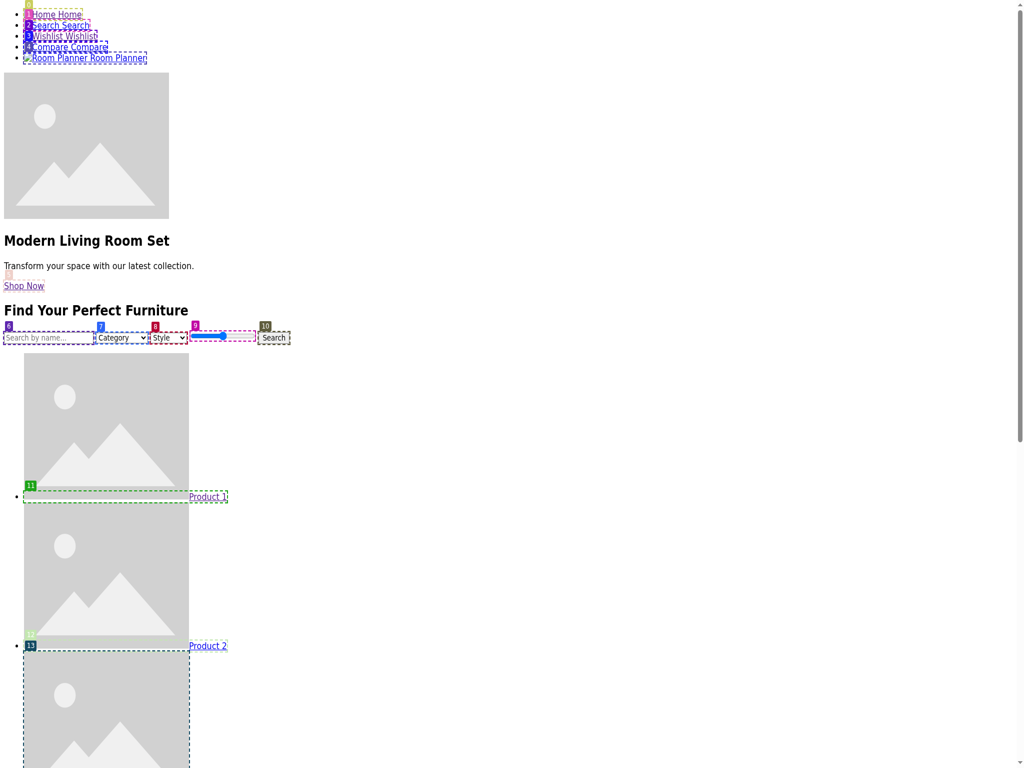 0
1 Home Home
2 Search Search
3 Wishlist Wishlist
4 Compare Compare
Room Planner Room Planner
Modern Living Room Set
Transform your space with our latest collection.
5
Shop Now
Find Your Perfect Furniture
6 7 8 9 10
Search by name... Category Style Search
11
Product 1
12
13 Product 2